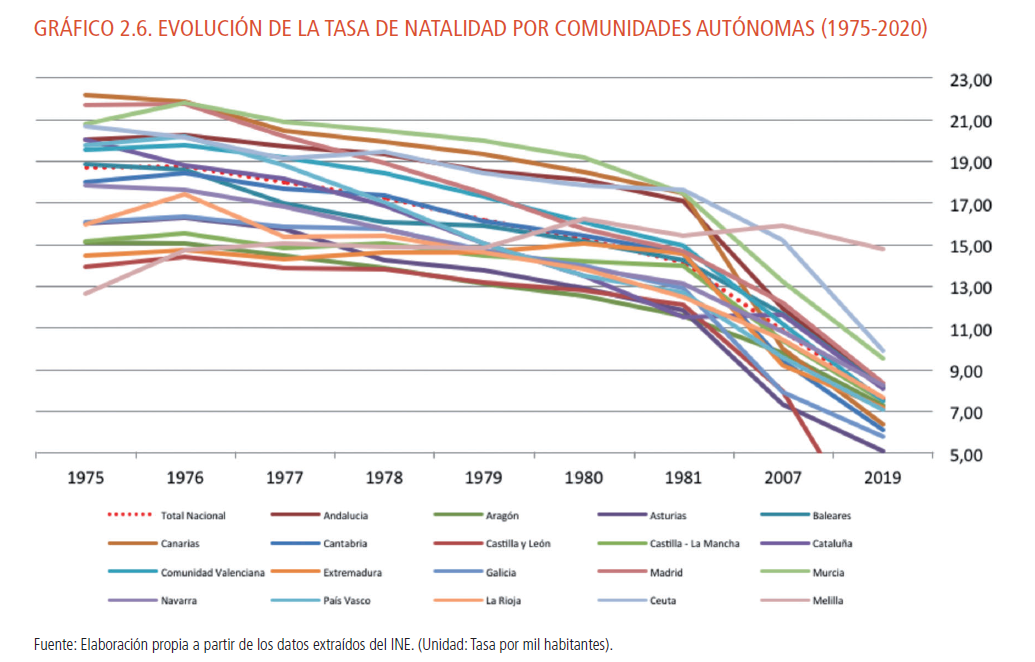 GRÁFICO 2.6. EVOLUCIÓN DE LA TASA DE NATALIDAD POR COMUNIDADES AUTÓNOMAS (1975-2020)
23,00
21,00
19,00
17,00
15,00
13,00
11,00
9,00
7,00
5,00
1975 1976 1977 1978 1979 1980 1981 2007 2019
Total Nacional Andalucia Aragón Asturias Baleares
Canarias Cantabria Castilla y León Castilla - La Mancha Cataluña
Comunidad Valenciana Extremadura Galicia Madrid Murcia
Navarra País Vasco La Rioja Ceuta Melilla
Fuente: Elaboración propia a partir de los datos extraídos del INE. (Unidad: Tasa por mil habitantes).